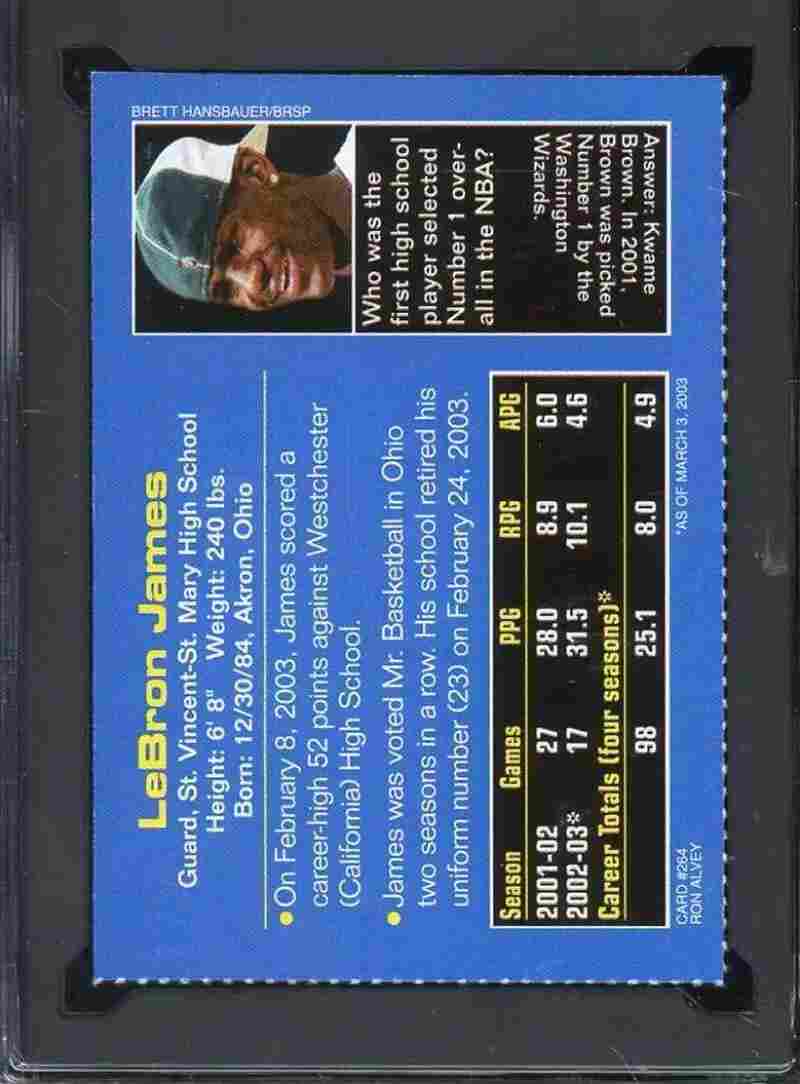 LeBron James
Guard, St. Vincent-St. Mary High School
Height: 6' 8" Weight: 240 lbs.
Born: 12/30/84, Akron, Ohio
•On February 8, 2003, James scored a
career-high 52 points against Westchester
(California) High School.
•James was voted Mr. Basketball in Ohio
two seasons in a row. His school retired his
uniform number (23) on February 24, 2003.
Season Games PPG RPG APG
2001-02 27 28.0 8.9 6.0
2002-03* 17 31.5 10.1 4.6
Career Totals (four seasons)*
98 25.1 8.0 4.9
CARD #264
RON ALVEY
*AS OF MARCH 3, 2003
BRETT HANSBAUER/BRSP
Who was the
first high school
player selected
Number 1 over-
all in the NBA?
Answer: Kwame
Brown. In 2001,
Brown was picked
Number 1 by the
Washington
Wizards.